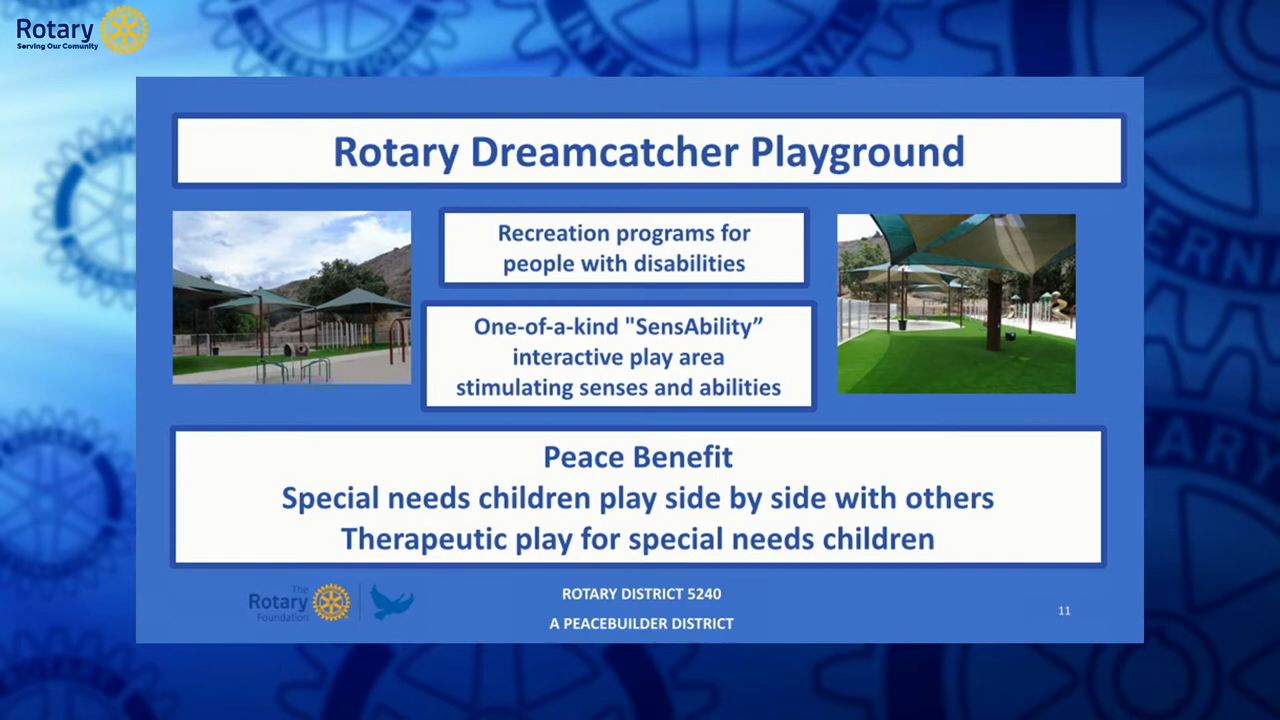 Rotary
Serving Our Comunity
Rotary Dreamcatcher Playground
Recreation programs for
people with disabilities
One-of-a-kind "SensAbility”
interactive play area
stimulating senses and abilities
Peace Benefit
Special needs children play side by side with others
Therapeutic play for special needs children
The
Rotary
Foundation
ROTARY DISTRICT 5240
A PEACEBUILDER DISTRICT
11